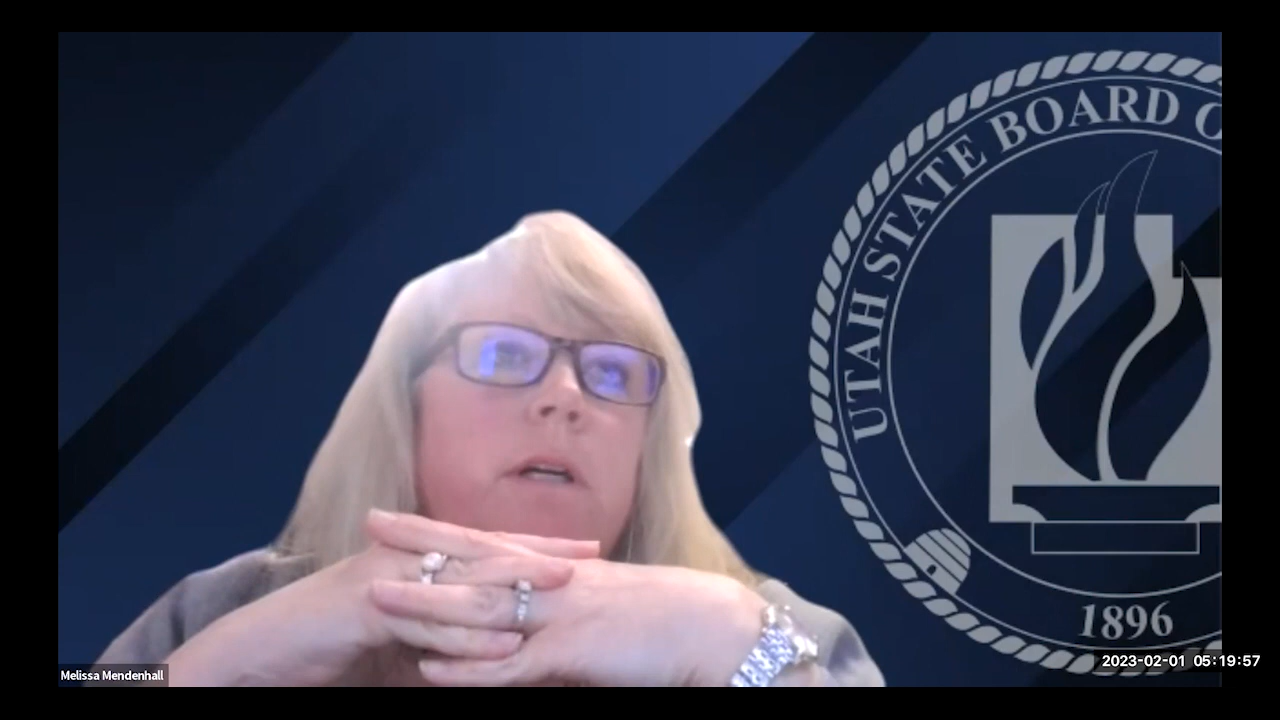 UTAH STATE BOARD O
1896
2023-02-01 05:19:57
Melissa Mendenhall